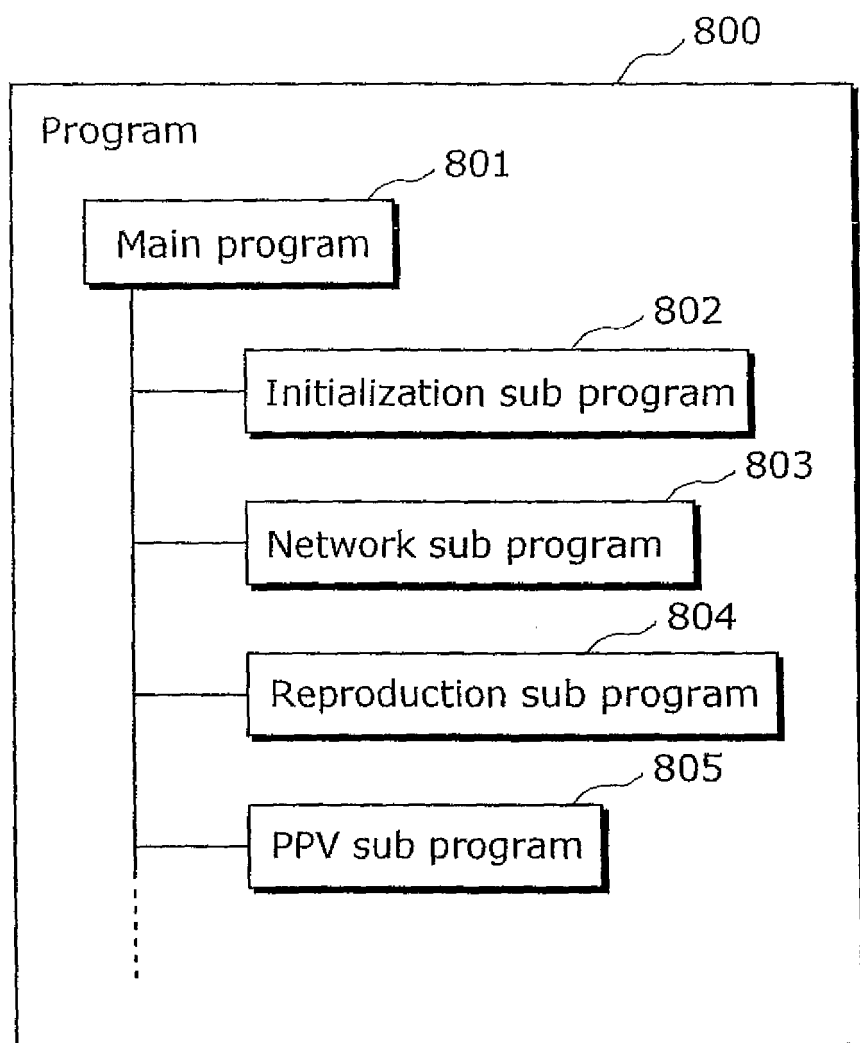 800
Program
801
Main program
802
Initialization sub program
803
Network sub program
804
Reproduction sub program
805
PPV sub program